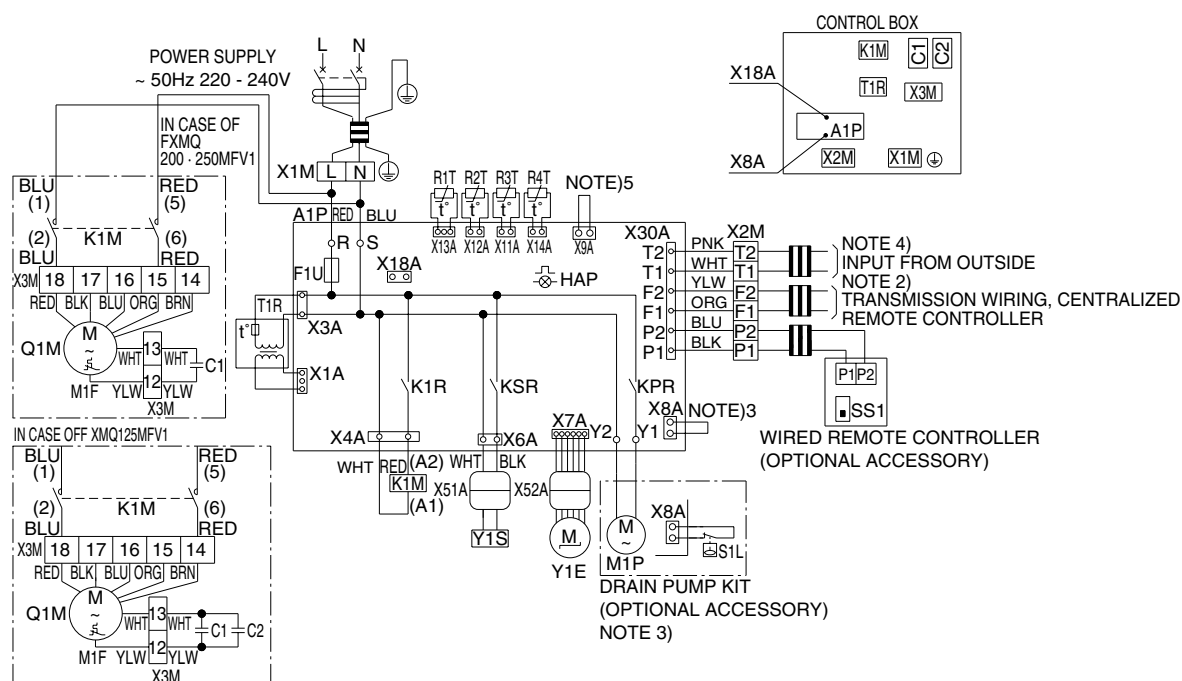 CONTROL BOX
K1M
C1
C2
T1R
X3M
X18A
A1P
X8A
X2M
X1M
L N
POWER SUPPLY
~ 50Hz 220 - 240V
IN CASE OF
FXMQ
200 · 250MFV1
X1M L N
A1P RED BLU
R S
F1U
X18A
HAP
R1T R2T R3T R4T
t° t° t° t°
X13A X12A X11A X14A
NOTE)5
X9A
X30A X2M
T2 PNK T2
T1 WHT T1
F2 YLW F2
F1 ORG F1
P2 BLU P2
P1 BLK P1
NOTE 4)
INPUT FROM OUTSIDE
NOTE 2)
TRANSMISSION WIRING, CENTRALIZED
REMOTE CONTROLLER
P1 P2
SS1
WIRED REMOTE CONTROLLER
(OPTIONAL ACCESSORY)
BLU RED
(1) (5)
(2) K1M (6)
BLU RED
X3M 18 17 16 15 14
RED BLK BLU ORG BRN
Q1M M ~
13 WHT WHT C1
12 YLW YLW
M1F
X3M
T1R
t°
X3A
X1A
K1R KSR KPR
X4A X6A X7A Y2 Y1
X8A NOTE)3
WHT RED (A2) WHT BLK
K1M
(A1)
X51A X52A
Y1S
M
Y1E
M ~
M1P
X8A
S1L
DRAIN PUMP KIT
(OPTIONAL ACCESSORY)
NOTE 3)
IN CASE OFF XMQ125MFV1
BLU RED
(1) (5)
(2) K1M (6)
BLU RED
X3M 18 17 16 15 14
RED BLK BLU ORG BRN
Q1M M ~
13 WHT WHT C1 C2
12 YLW YLW
M1F
X3M